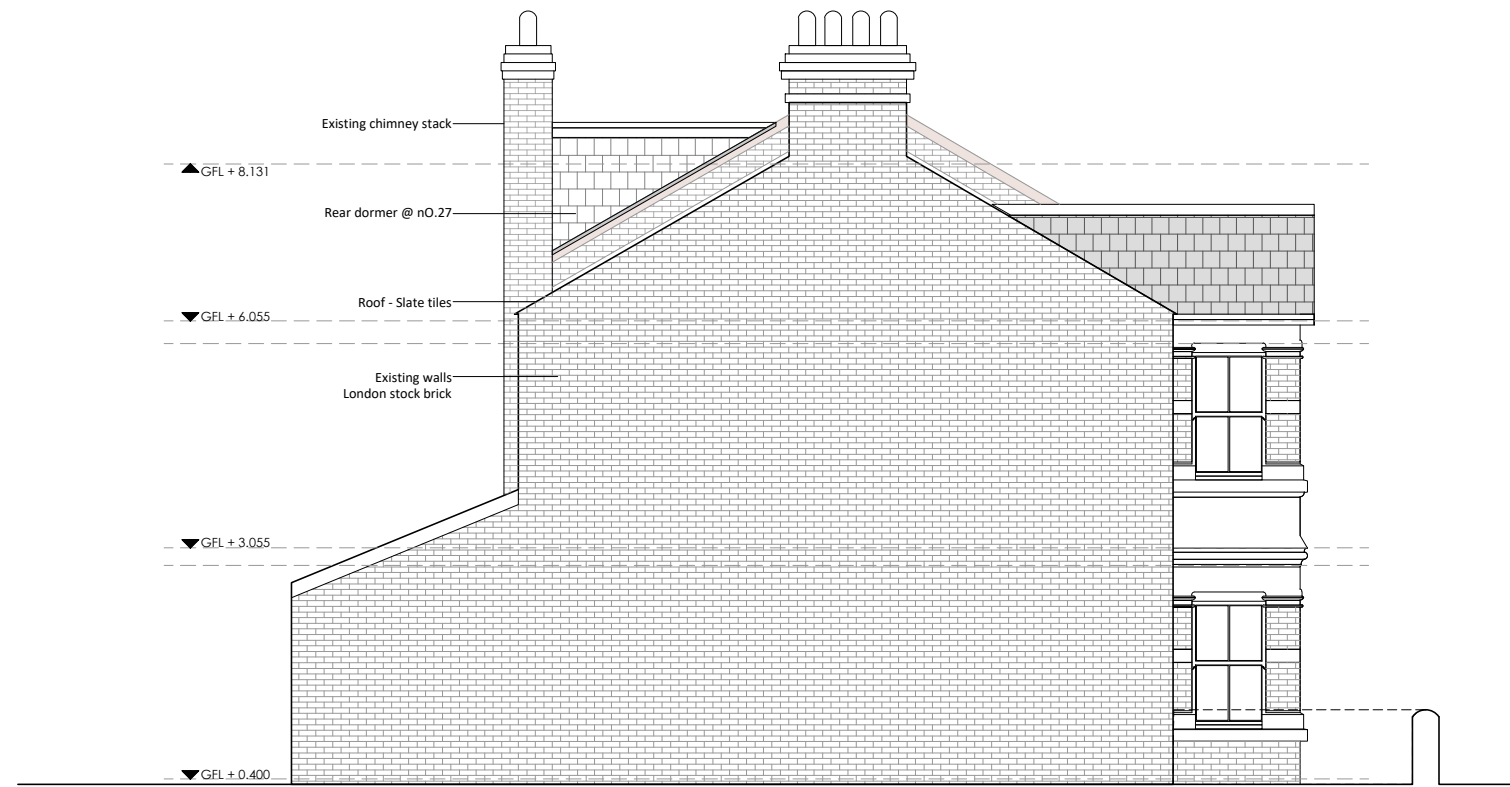 Existing chimney stack
GFL + 8.131
Rear dormer @ nO.27
Roof - Slate tiles
GFL + 6.055
Existing walls
London stock brick
GFL + 3.055
GFL + 0.400